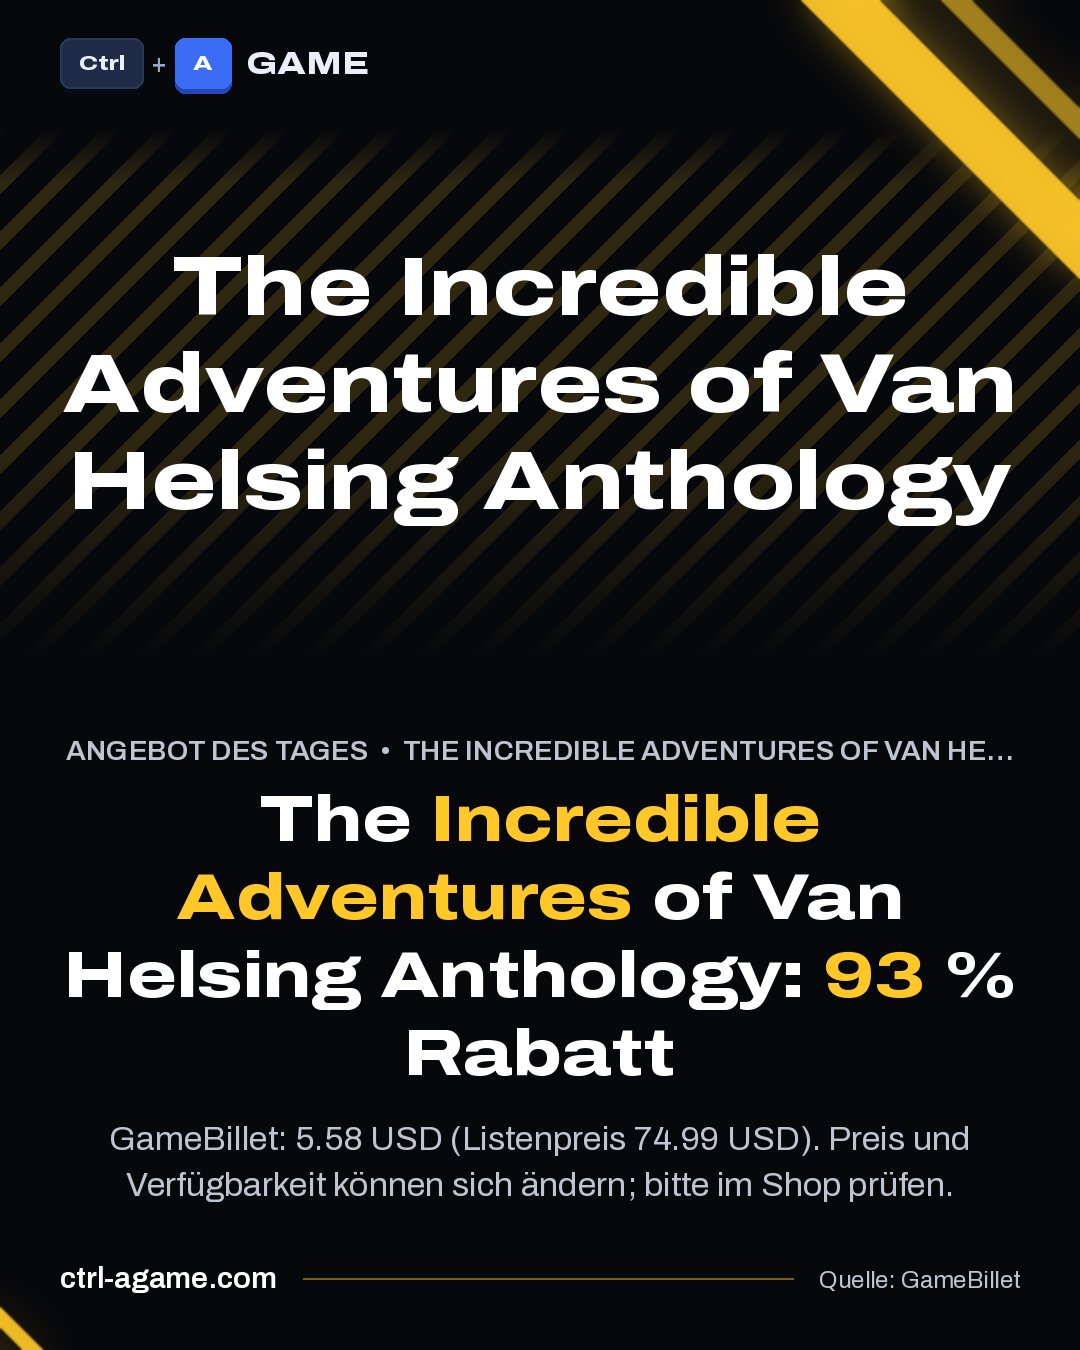 Ctrl + A GAME
The Incredible
Adventures of Van
Helsing Anthology
ANGEBOT DES TAGES • THE INCREDIBLE ADVENTURES OF VAN HE...
The Incredible
Adventures of Van
Helsing Anthology: 93 %
Rabatt
GameBillet: 5.58 USD (Listenpreis 74.99 USD). Preis und
Verfügbarkeit können sich ändern; bitte im Shop prüfen.
ctrl-agame.com
Quelle: GameBillet